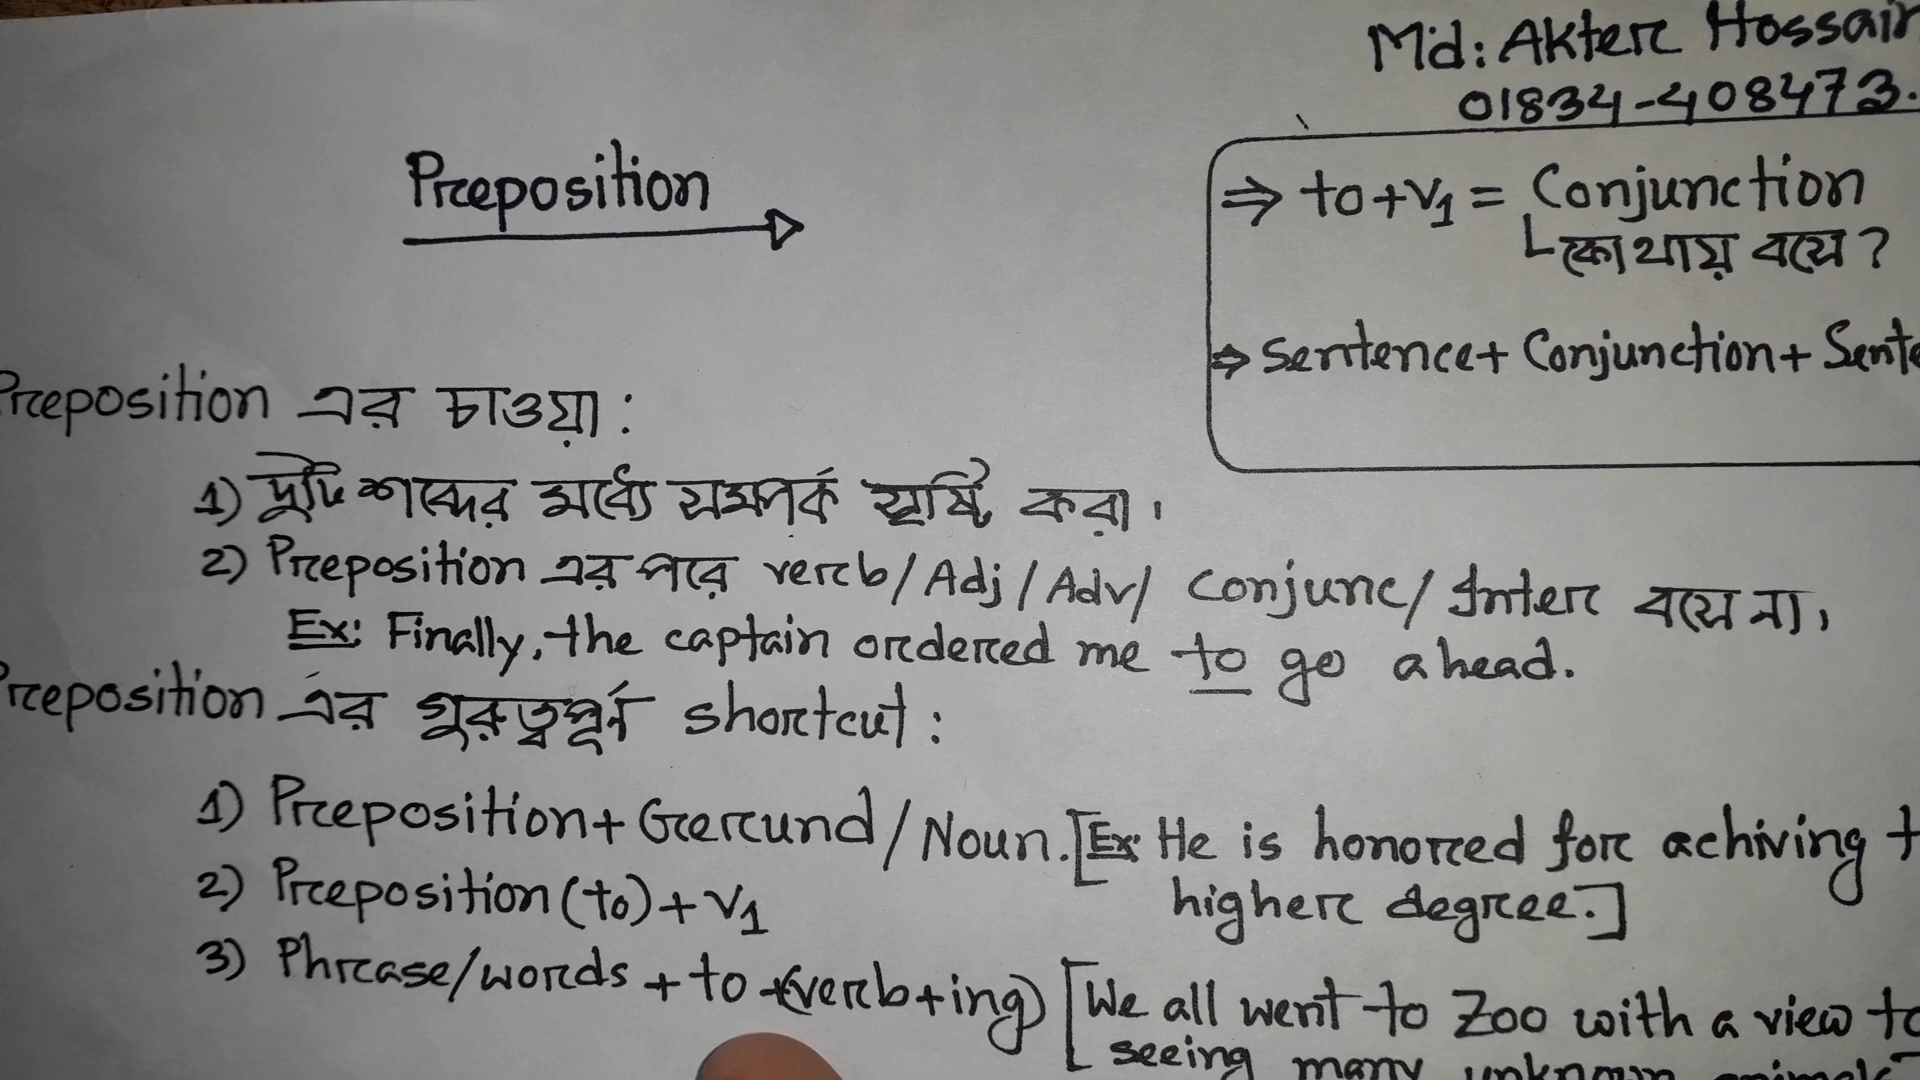 Md: Akter Hossain
01834-408473.
Preposition
⇒ to+v1 = Conjunction
কোথায় বসে?
⇒ Sentence + Conjunction + Sente
Preposition এর চাওয়া:
1) দুটি শব্দের মধ্যে সম্পর্ক সৃষ্টি করা।
2) Preposition এর পরে verb/Adj/Adv/ Conjunc/ Inter বসে না।
Ex: Finally, the captain ordered me to go ahead.
Preposition এর গুরুত্বপূর্ণ shortcut:
1) Preposition + Gerund/Noun. [Ex: He is honored for achiving t
higher degree.]
2) Preposition (to) + v1
3) Phrase/words + to + (verb+ing) [We all went to Zoo with a view to
seeing many unknown animals